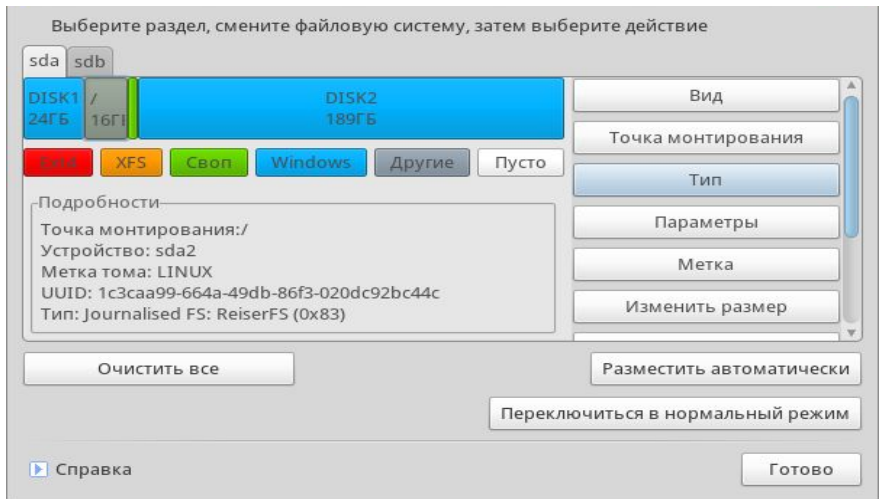 Выберите раздел, смените файловую систему, затем выберите действие
sda sdb
DISK1 / DISK2
24ГБ 16ГБ 189ГБ
Ext4 XFS Своп Windows Другие Пусто
Подробности
Точка монтирования:/
Устройство: sda2
Метка тома: LINUX
UUID: 1c3caa99-664a-49db-86f3-020dc92bc44c
Тип: Journalised FS: ReiserFS (0x83)
Вид
Точка монтирования
Тип
Параметры
Метка
Изменить размер
Очистить все
Разместить автоматически
Переключиться в нормальный режим
Справка
Готово